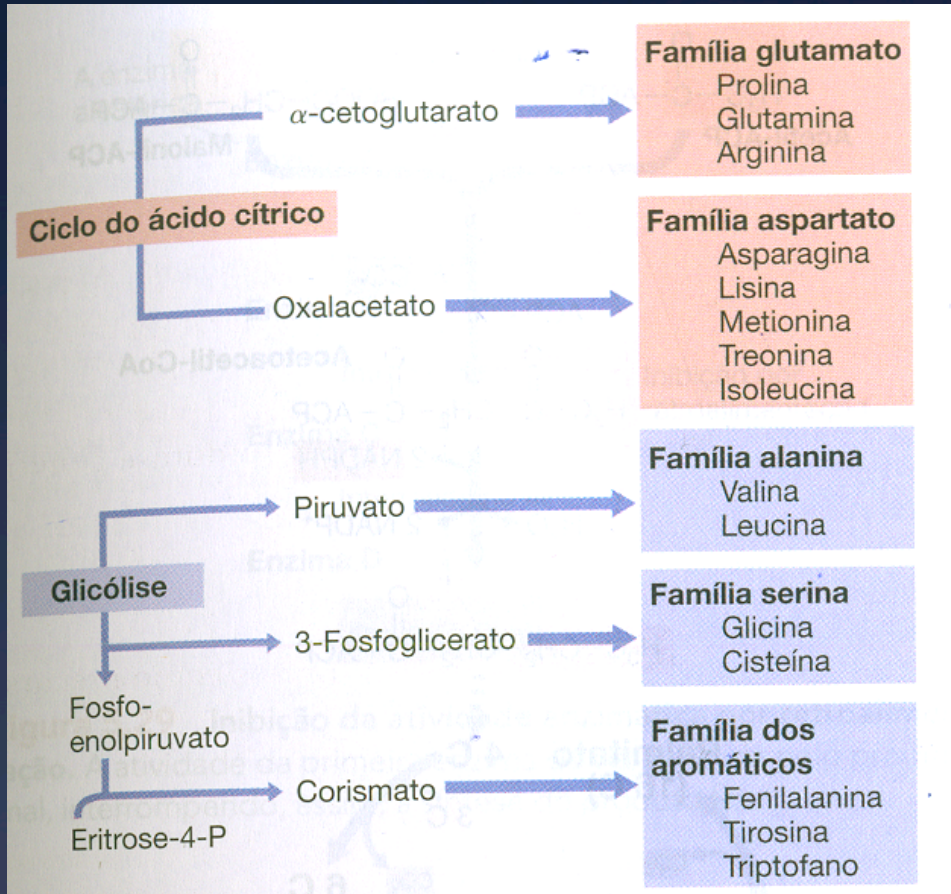 Família glutamato
Prolina
Glutamina
Arginina
α-cetoglutarato
Ciclo do ácido cítrico
Família aspartato
Asparagina
Lisina
Metionina
Treonina
Isoleucina
Oxalacetato
Família alanina
Valina
Leucina
Piruvato
Glicólise
Família serina
Glicina
Cisteína
3-Fosfoglicerato
Fosfo-
enolpiruvato
Família dos
aromáticos
Fenilalanina
Tirosina
Triptofano
Corismato
Eritrose-4-P